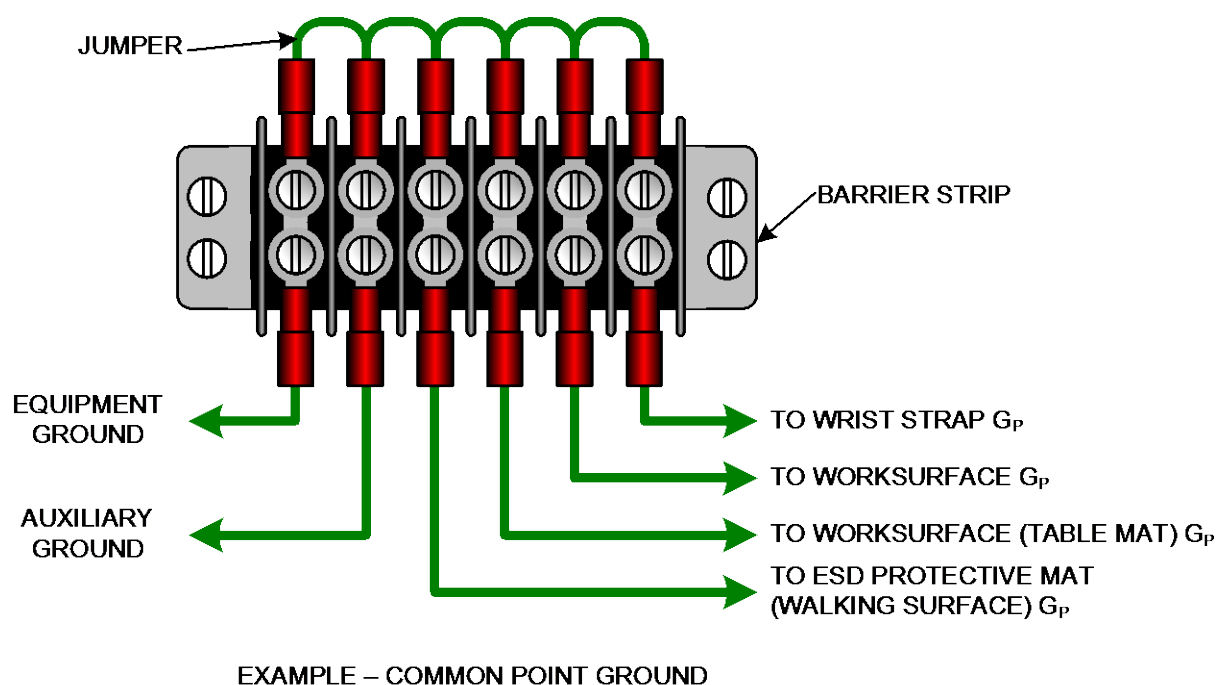 JUMPER
BARRIER STRIP
EQUIPMENT
GROUND
AUXILIARY
GROUND
TO WRIST STRAP GP
TO WORKSURFACE GP
TO WORKSURFACE (TABLE MAT) GP
TO ESD PROTECTIVE MAT
(WALKING SURFACE) GP
EXAMPLE – COMMON POINT GROUND